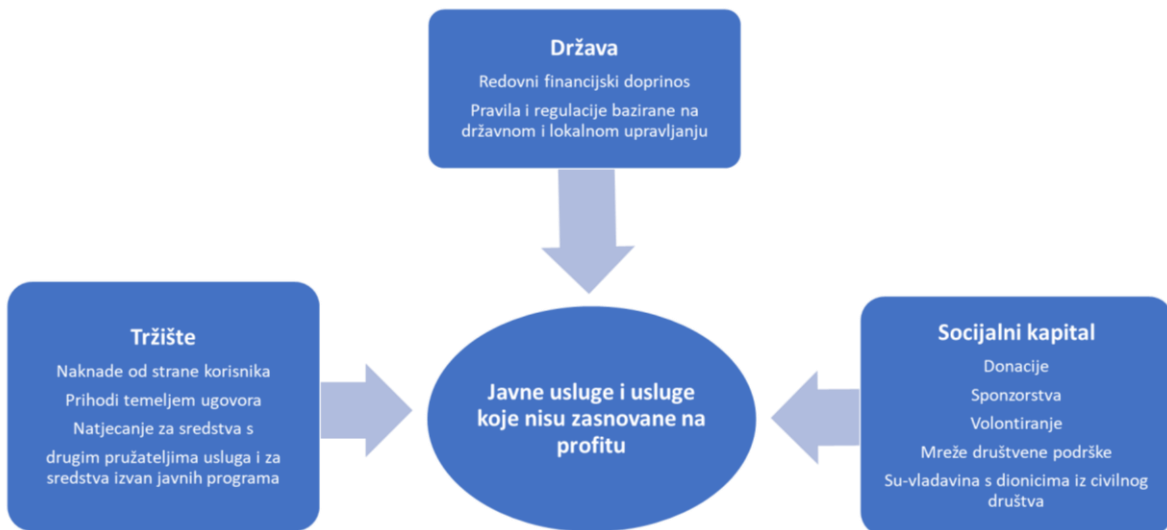 Država
Redovni financijski doprinos
Pravila i regulacije bazirane na
državnom i lokalnom upravljanju
Tržište
Naknade od strane korisnika
Prihodi temeljem ugovora
Natjecanje za sredstva s
drugim pružateljima usluga i za
sredstva izvan javnih programa
Javne usluge i usluge
koje nisu zasnovane na
profitu
Socijalni kapital
Donacije
Sponzorstva
Volontiranje
Mreže društvene podrške
Su-vladavina s dionicima iz civilnog
društva